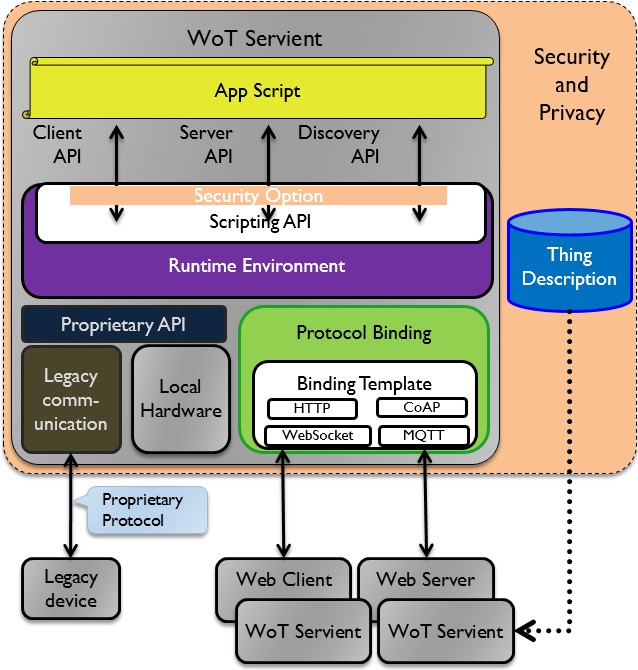 WoT Servient
Security
and
Privacy
App Script
Client
API
Server
API
Discovery
API
Security Option
Scripting API
Runtime Environment
Thing
Description
Proprietary API
Protocol Binding
Legacy
comm-
unication
Local
Hardware
Binding Template
HTTP
CoAP
WebSocket
MQTT
Proprietary
Protocol
Legacy
device
Web Client
Web Server
WoT Servient
WoT Servient